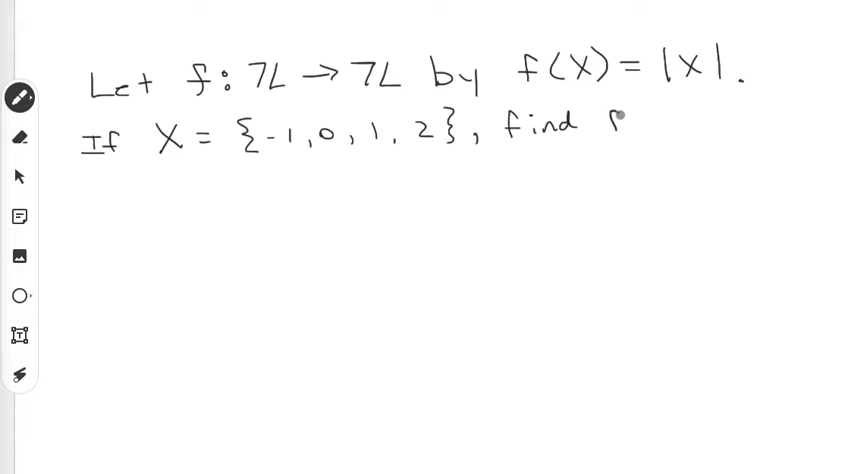 Let f: ℤ → ℤ by f(x) = |x|.
If X = {-1, 0, 1, 2}, find